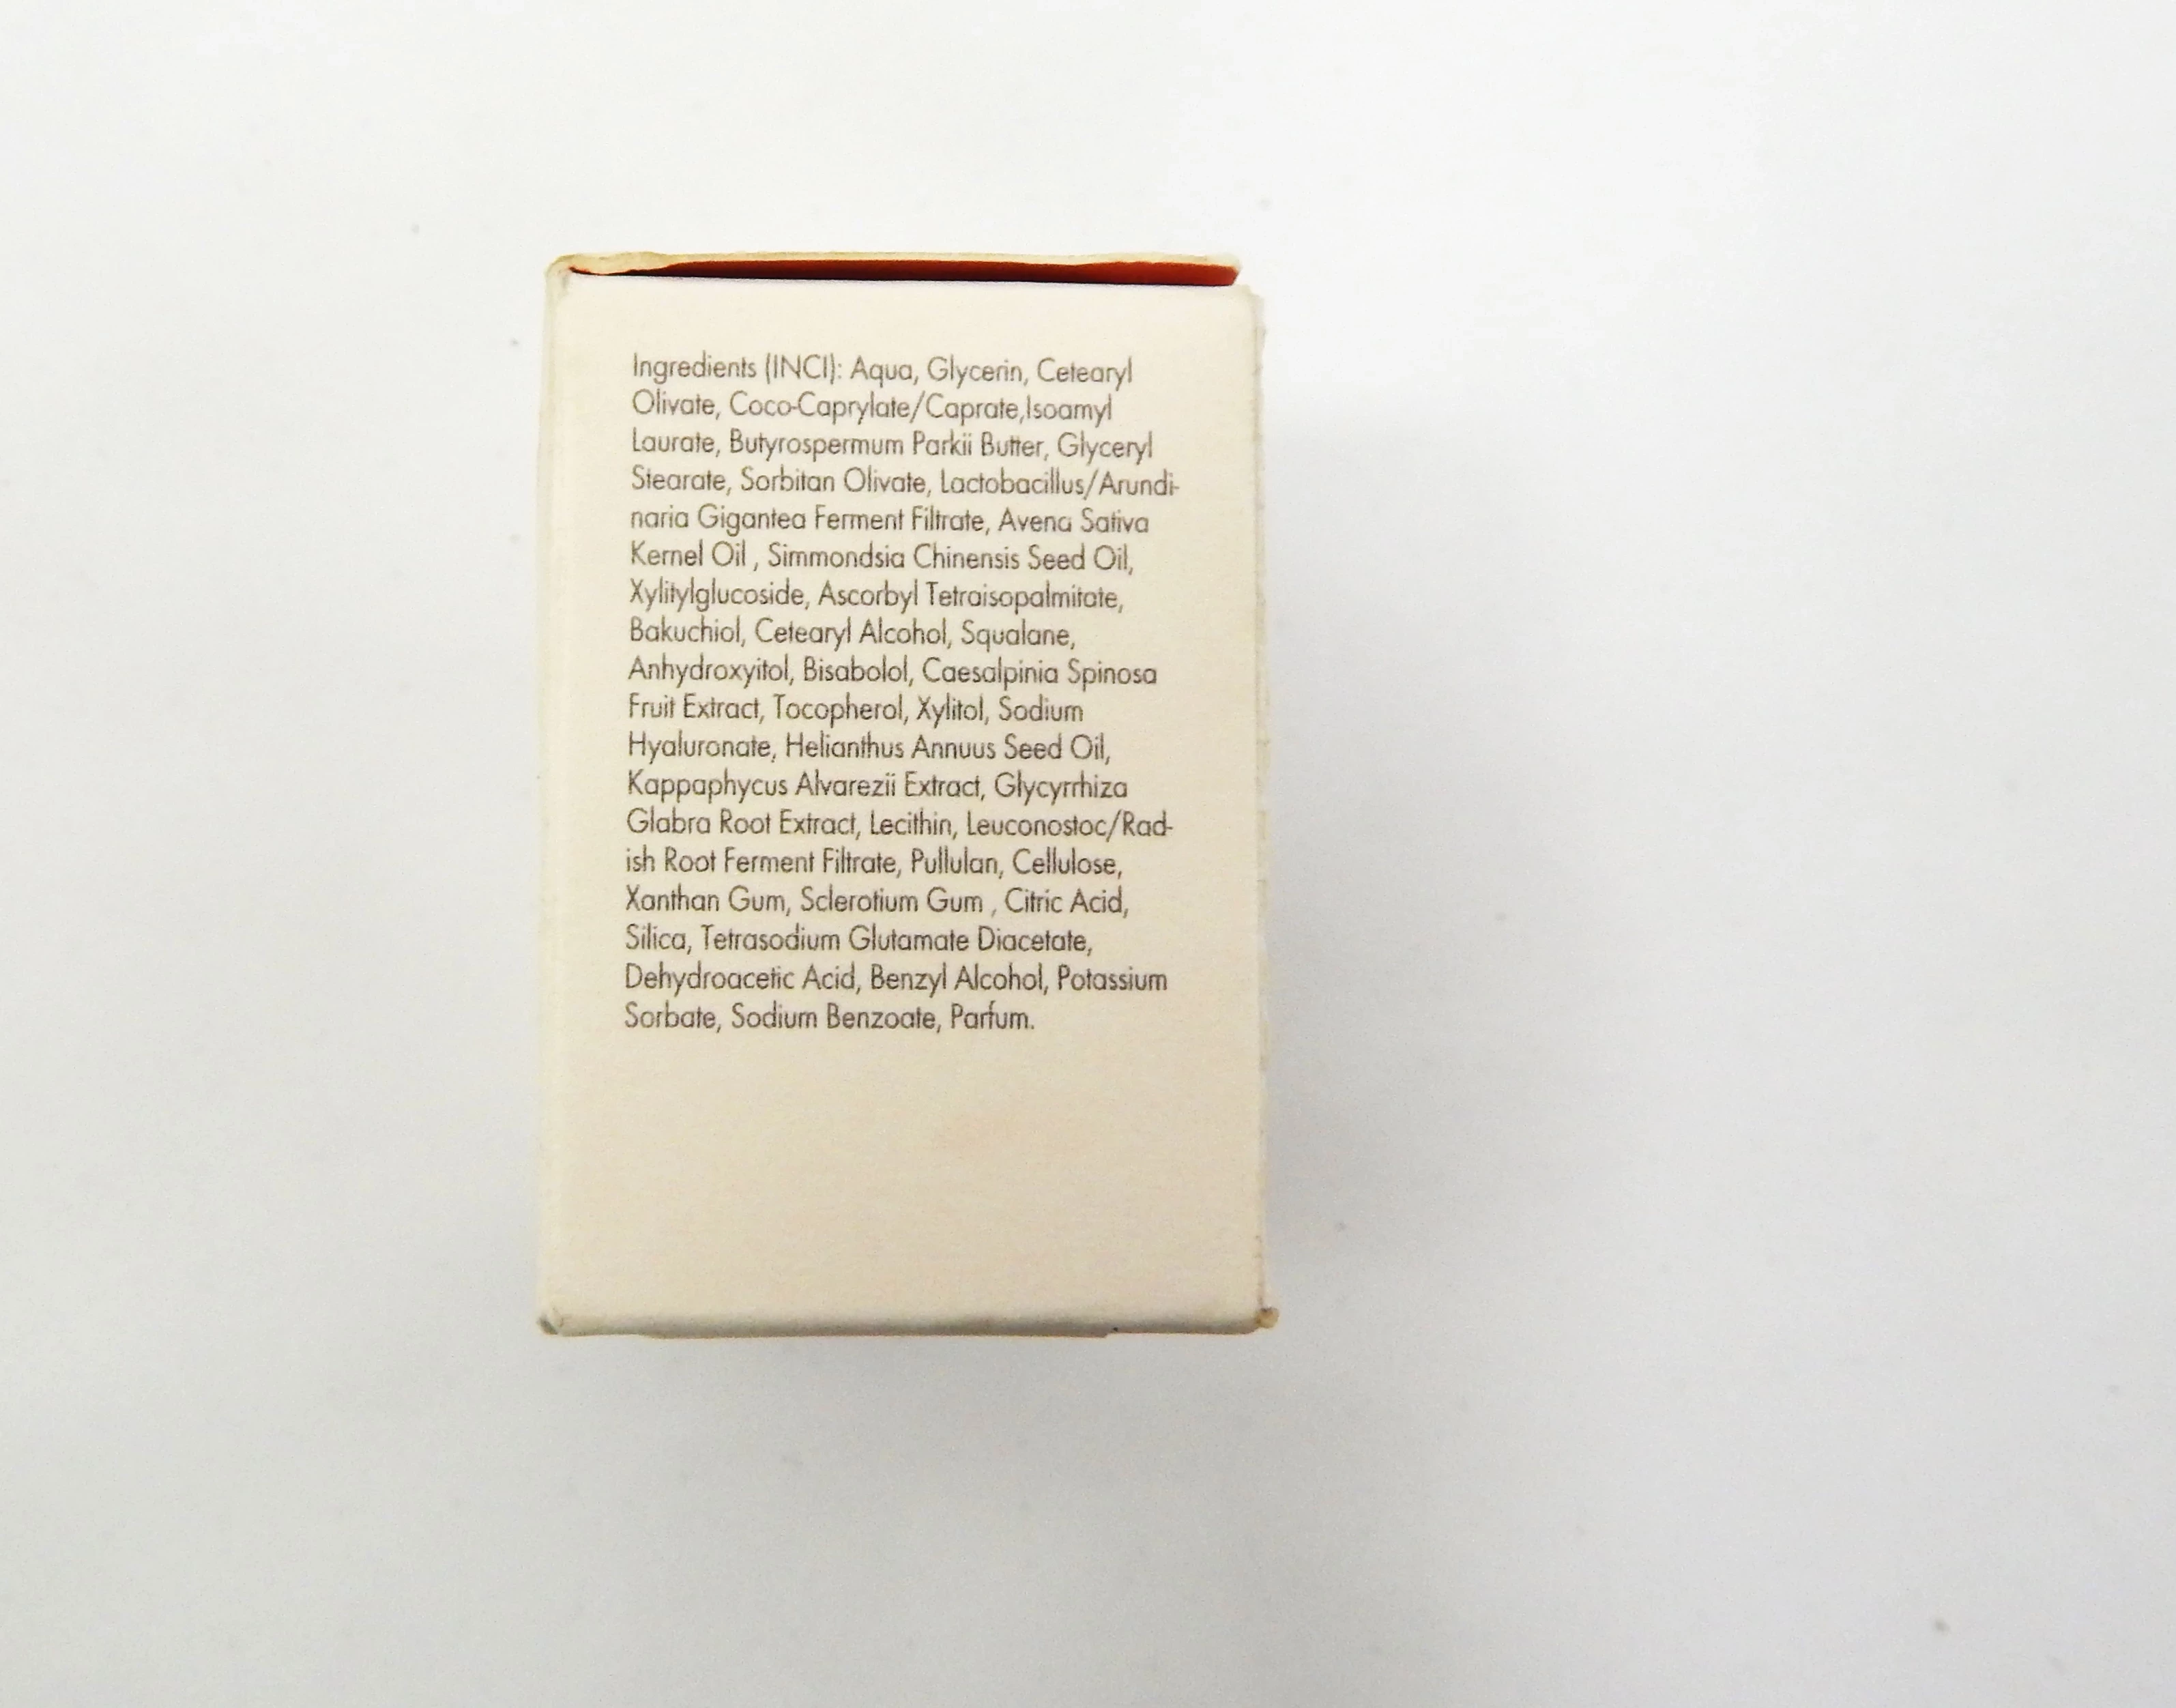 Ingredients (INCI): Aqua, Glycerin, Cetearyl
Olivate, Coco-Caprylate/Caprate,Isoamyl
Laurate, Butyrospermum Parkii Butter, Glyceryl
Stearate, Sorbitan Olivate, Lactobacillus/Arundi-
naria Gigantea Ferment Filtrate, Avena Sativa
Kernel Oil , Simmondsia Chinensis Seed Oil,
Xylitylglucoside, Ascorbyl Tetraisopalmitate,
Bakuchiol, Cetearyl Alcohol, Squalane,
Anhydroxyitol, Bisabolol, Caesalpinia Spinosa
Fruit Extract, Tocopherol, Xylitol, Sodium
Hyaluronate, Helianthus Annuus Seed Oil,
Kappaphycus Alvarezii Extract, Glycyrrhiza
Glabra Root Extract, Lecithin, Leuconostoc/Rad-
ish Root Ferment Filtrate, Pullulan, Cellulose,
Xanthan Gum, Sclerotium Gum , Citric Acid,
Silica, Tetrasodium Glutamate Diacetate,
Dehydroacetic Acid, Benzyl Alcohol, Potassium
Sorbate, Sodium Benzoate, Parfum.